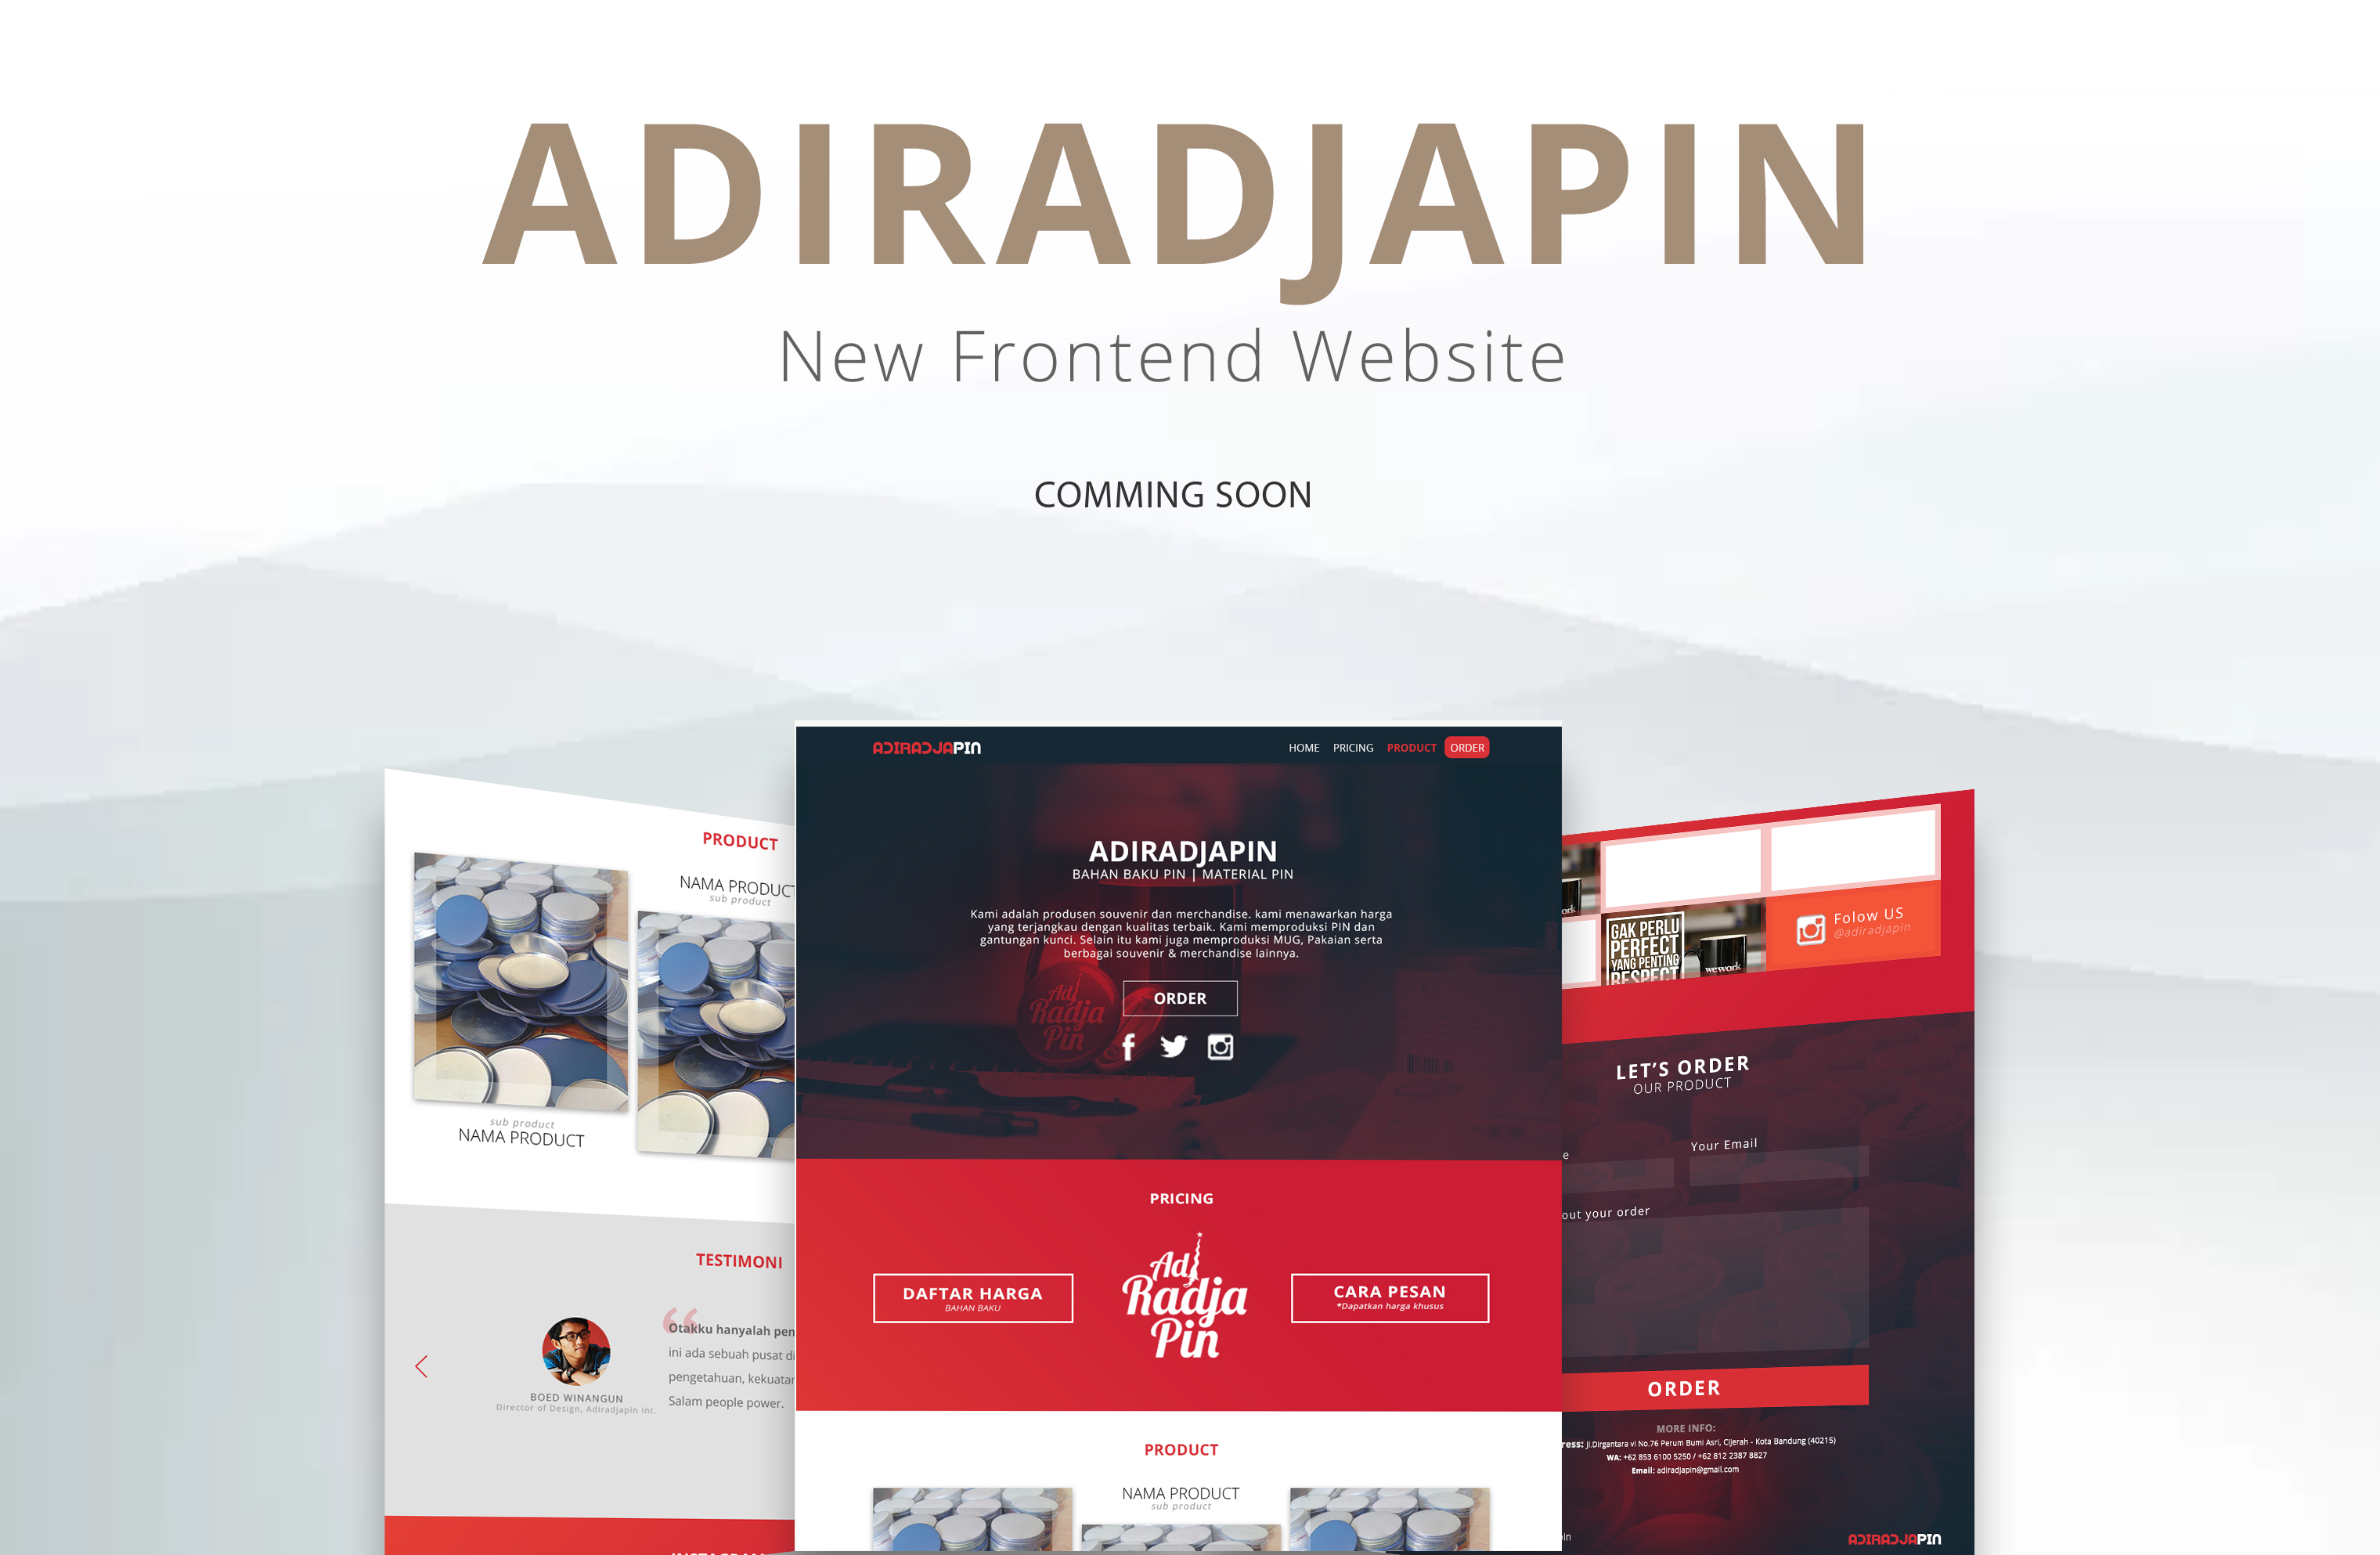 ADIRADJAPIN
New Frontend Website
COMMING SOON
ADIRADJAPIN
HOME PRICING PRODUCT ORDER
ADIRADJAPIN
BAHAN BAKU PIN | MATERIAL PIN
Kami adalah produsen souvenir dan merchandise. kami menawarkan harga
yang terjangkau dengan kualitas terbaik. Kami memproduksi PIN dan
gantungan kunci. Selain itu kami juga memproduksi MUG, Pakaian serta
berbagai souvenir & merchandise lainnya.
Adi
Radja
Pin
ORDER
PRICING
DAFTAR HARGA
BAHAN BAKU
Adi
Radja
Pin
CARA PESAN
*Dapatkan harga khusus
PRODUCT
NAMA PRODUCT
sub product
PRODUCT
NAMA PRODUCT
sub product
sub product
NAMA PRODUCT
TESTIMONI
“
Otakku hanyalah
ini ada sebuah pusat
pengetahuan,
Salam people power.
BOED WINANGUN
Director of Design, Adiradjapin Int.
GAK PERLU
PERFECT
YANG PENTING
RESPECT
wework
Folow US
@adiradjapin
LET'S ORDER
OUR PRODUCT
Your Email
your order
ORDER
MORE INFO:
Jl.Dirgantara vi No.76 Perum Bumi Asri, Cijerah - Kota Bandung (40215)
WA: +62 853 6100 5250 / +62 812 2387 8827
Email: adiradjapin@gmail.com
ADIRADJAPIN